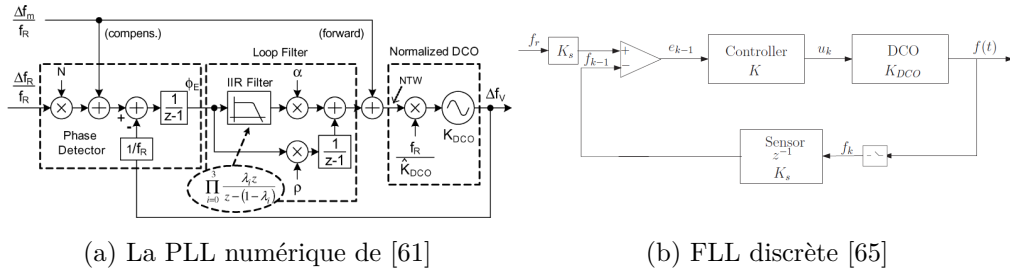 Δf_m
f_R
(compens.)
(forward)
Loop Filter
Normalized DCO
N
IIR Filter
α
NTW
Δf_R
f_R
1
z-1
ϕ_E
Δf_V
Phase
Detector
+
-
1/f_R
1
z-1
f_R
K̂_DCO
K_DCO
3
∏ λ_i z
i=0 z-(1-λ_i)
ρ
f_r
K_s
f_{k-1}
+
−
e_{k-1}
Controller
K
u_k
DCO
K_{DCO}
f(t)
Sensor
z^{-1}
K_s
f_k
(a) La PLL numérique de [61]
(b) FLL discrète [65]